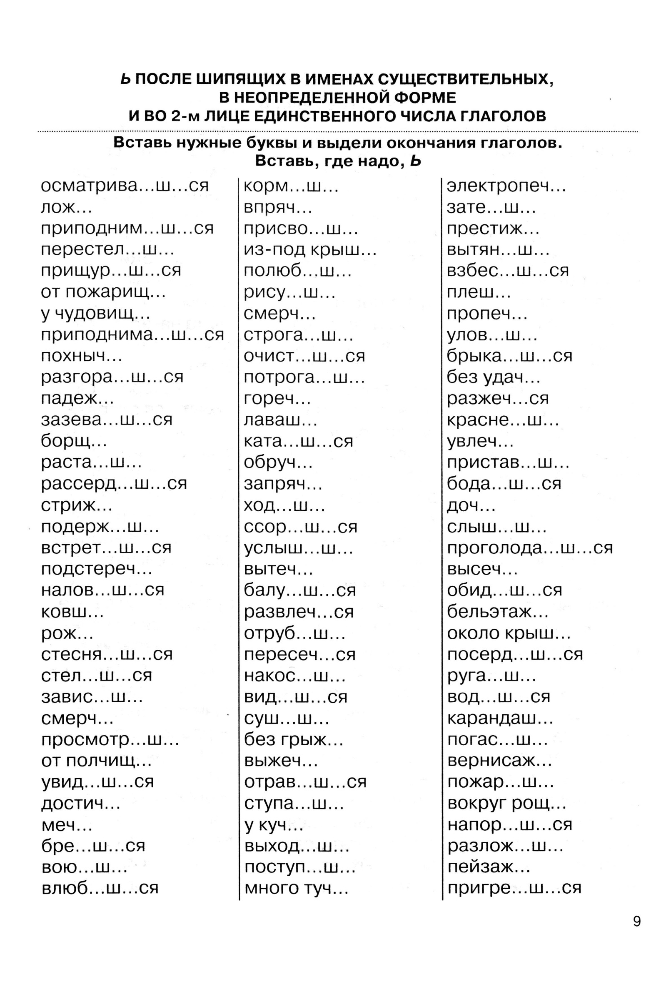 Ь ПОСЛЕ ШИПЯЩИХ В ИМЕНАХ СУЩЕСТВИТЕЛЬНЫХ,
В НЕОПРЕДЕЛЕННОЙ ФОРМЕ
И ВО 2-м ЛИЦЕ ЕДИНСТВЕННОГО ЧИСЛА ГЛАГОЛОВ
Вставь нужные буквы и выдели окончания глаголов.
Вставь, где надо, Ь
осматрива...ш...ся
лож...
приподним...ш...ся
перестел...ш...
прищур...ш...ся
от пожарищ...
у чудовищ...
приподнима...ш...ся
похныч...
разгора...ш...ся
падеж...
зазева...ш...ся
борщ...
раста...ш...
рассерд...ш...ся
стриж...
подерж...ш...
встрет...ш...ся
подстереч...
налов...ш...ся
ковш...
рож...
стесня...ш...ся
стел...ш...ся
завис...ш...
смерч...
просмотр...ш...
от полчищ...
увид...ш...ся
достич...
меч...
бре...ш...ся
вою...ш...
влюб...ш...ся
корм...ш...
впряч...
присво...ш...
из-под крыш...
полюб...ш...
рису...ш...
смерч...
строга...ш...
очист...ш...ся
потрога...ш...
гореч...
лаваш...
ката...ш...ся
обруч...
запряч...
ход...ш...
ссор...ш...ся
услыш...ш...
вытеч...
балу...ш...ся
развлеч...ся
отруб...ш...
пересеч...ся
накос...ш...
вид...ш...ся
суш...ш...
без грыж...
выжеч...
отрав...ш...ся
ступа...ш...
у куч...
выход...ш...
поступ...ш...
много туч...
электропеч...
зате...ш...
престиж...
вытян...ш...
взбес...ш...ся
плеш...
пропеч...
улов...ш...
брыка...ш...ся
без удач...
разжеч...ся
красне...ш...
увлеч...
пристав...ш...
бода...ш...ся
доч...
слыш...ш...
проголода...ш...ся
высеч...
обид...ш...ся
бельэтаж...
около крыш...
посерд...ш...ся
руга...ш...
вод...ш...ся
карандаш...
погас...ш...
вернисаж...
пожар...ш...
вокруг рощ...
напор...ш...ся
разлож...ш...
пейзаж...
пригре...ш...ся
9